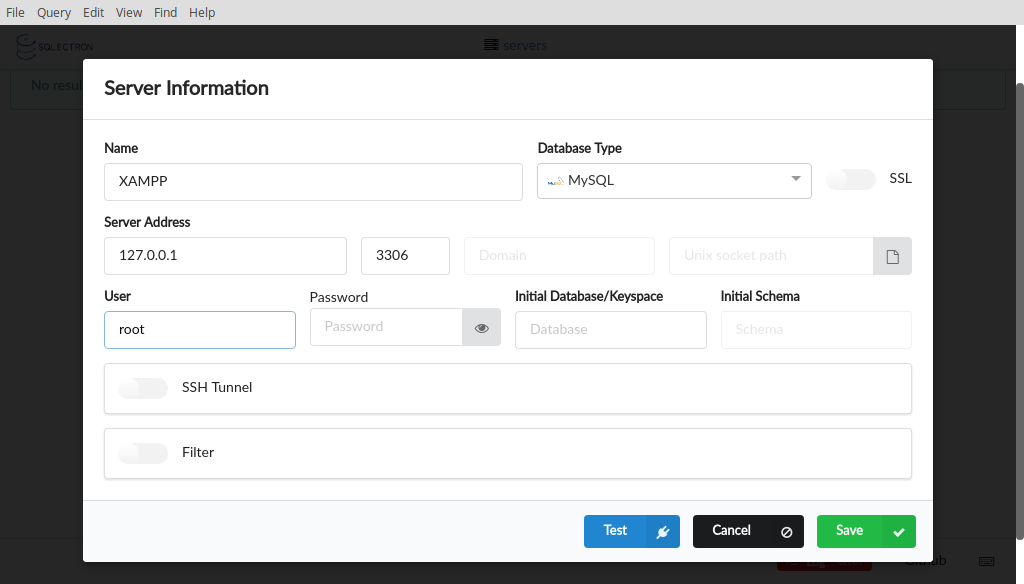 File Query Edit View Find Help
SQLECTRON servers
No resul
Server Information
Name Database Type
XAMPP MySQL SSL
Server Address
127.0.0.1 3306 Domain Unix socket path
User Password Initial Database/Keyspace Initial Schema
root Password Database Schema
SSH Tunnel
Filter
Test Cancel Save